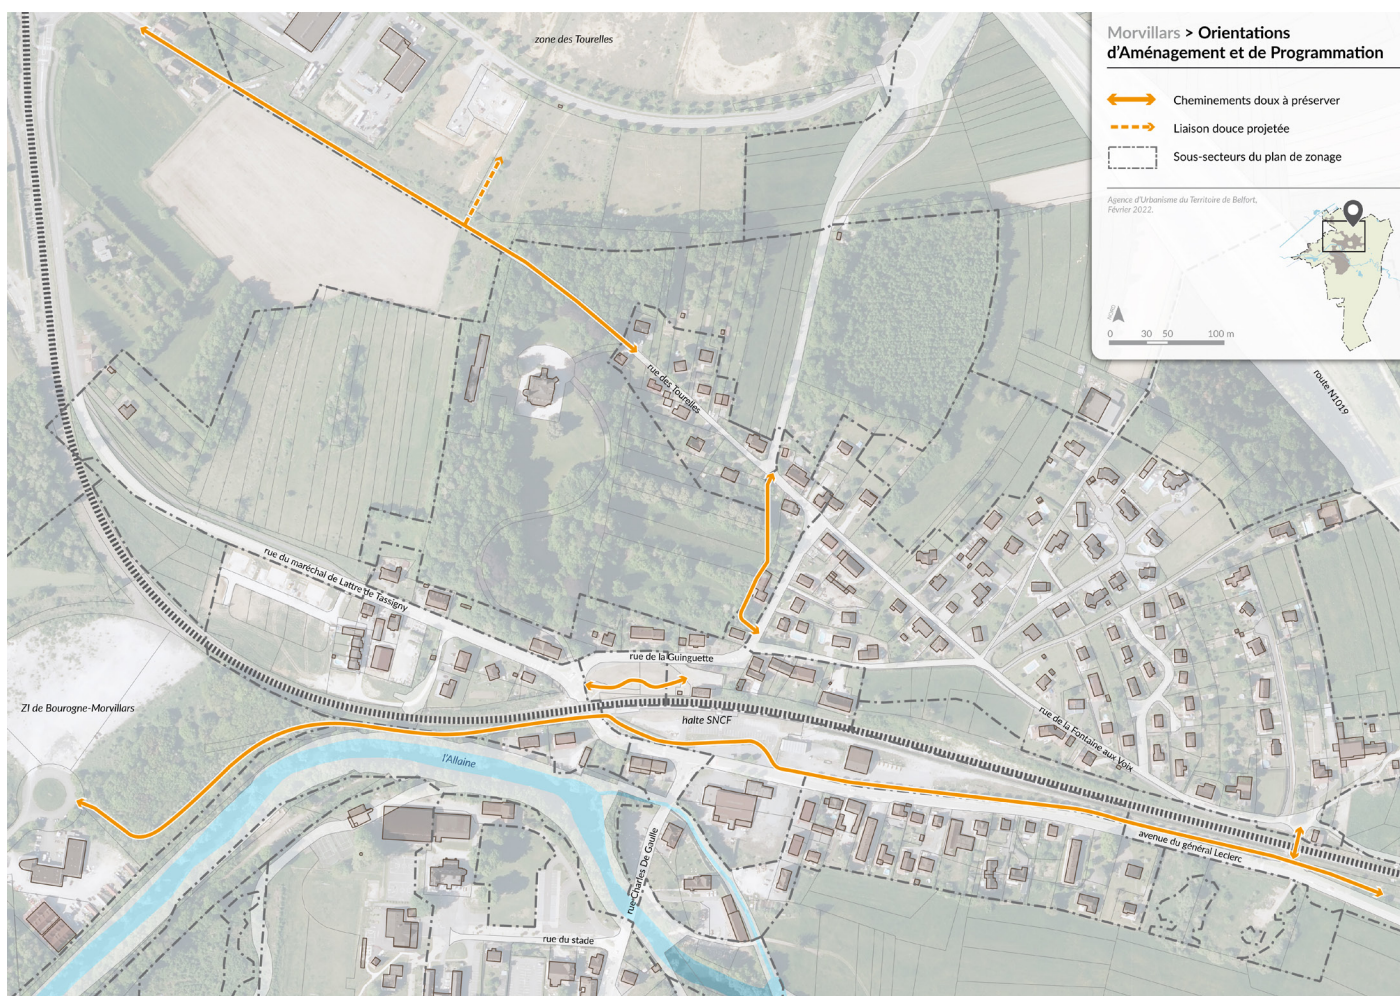 Morvillars > Orientations
d'Aménagement et de Programmation
Cheminements doux à préserver
Liaison douce projetée
Sous-secteurs du plan de zonage
Agence d'Urbanisme du Territoire de Belfort,
Février 2022.
0 30 50 100 m
zone des Tourelles
rue des Tourelles
route N1019
rue du maréchal de Lattre de Tassigny
rue de la Guinguette
ZI de Bourogne-Morvillars
halte SNCF
rue de la Fontaine aux Voix
l'Allaine
avenue du général Leclerc
rue Charles De Gaulle
rue du stade